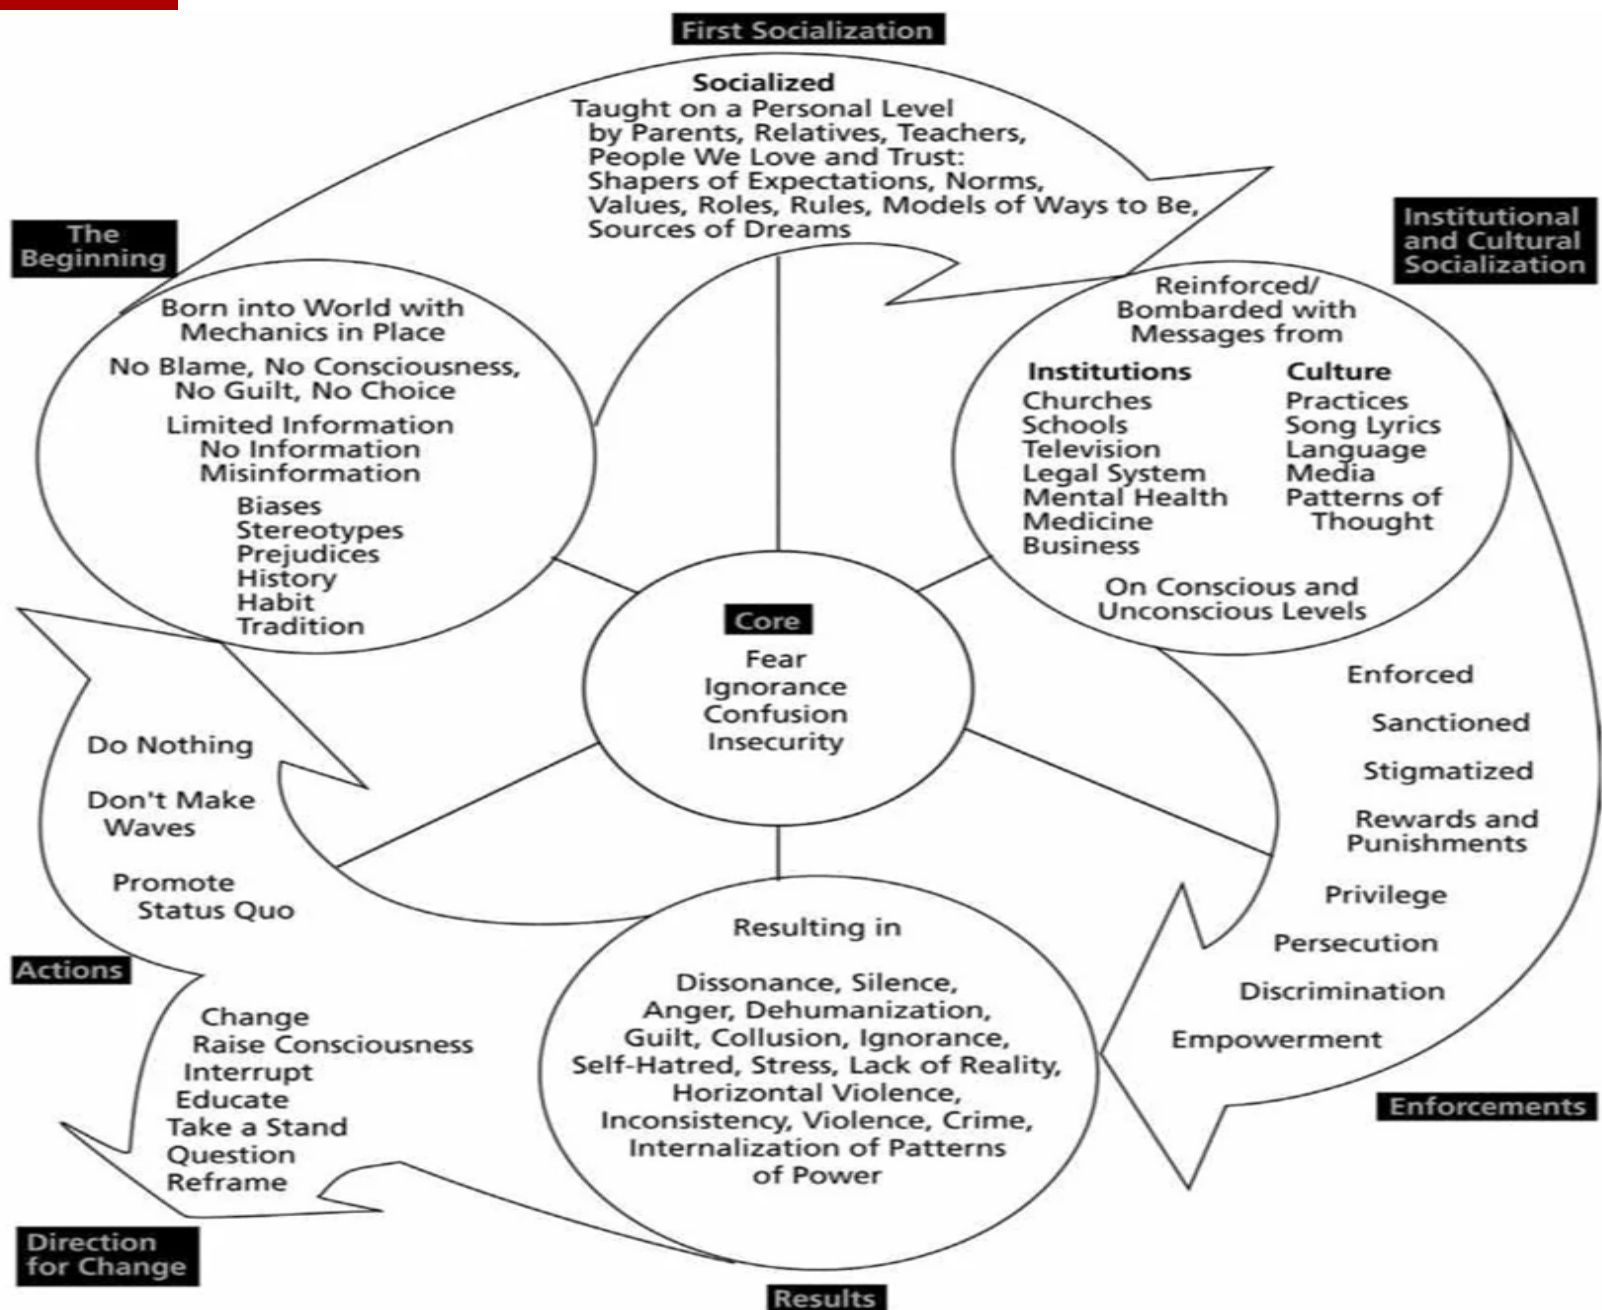 First Socialization
Socialized
Taught on a Personal Level
by Parents, Relatives, Teachers,
People We Love and Trust:
Shapers of Expectations, Norms,
Values, Roles, Rules, Models of Ways to Be,
Sources of Dreams
The
Beginning
Born into World with
Mechanics in Place
No Blame, No Consciousness,
No Guilt, No Choice
Limited Information
No Information
Misinformation
Biases
Stereotypes
Prejudices
History
Habit
Tradition
Institutional
and Cultural
Socialization
Reinforced/
Bombarded with
Messages from
Institutions
Churches
Schools
Television
Legal System
Mental Health
Medicine
Business
Culture
Practices
Song Lyrics
Language
Media
Patterns of
Thought
On Conscious and
Unconscious Levels
Core
Fear
Ignorance
Confusion
Insecurity
Enforced
Sanctioned
Stigmatized
Rewards and
Punishments
Privilege
Persecution
Discrimination
Empowerment
Enforcements
Resulting in
Dissonance, Silence,
Anger, Dehumanization,
Guilt, Collusion, Ignorance,
Self-Hatred, Stress, Lack of Reality,
Horizontal Violence,
Inconsistency, Violence, Crime,
Internalization of Patterns
of Power
Results
Do Nothing
Don't Make
Waves
Promote
Status Quo
Actions
Change
Raise Consciousness
Interrupt
Educate
Take a Stand
Question
Reframe
Direction
for Change